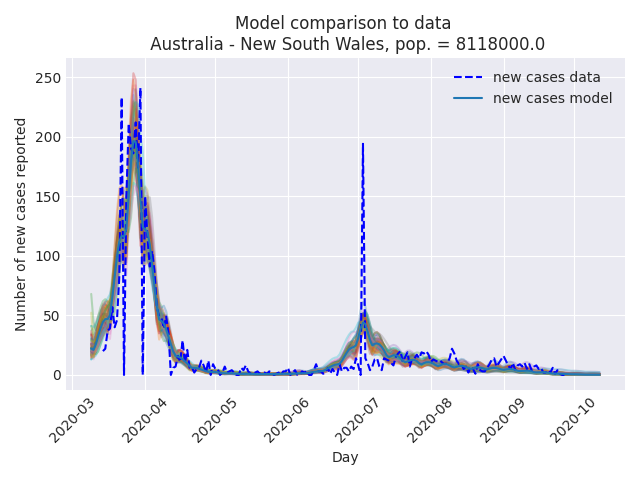 Model comparison to data
Australia - New South Wales, pop. = 8118000.0
new cases data
new cases model
Number of new cases reported
250
200
150
100
50
0
2020-03
2020-04
2020-05
2020-06
2020-07
2020-08
2020-09
2020-10
Day